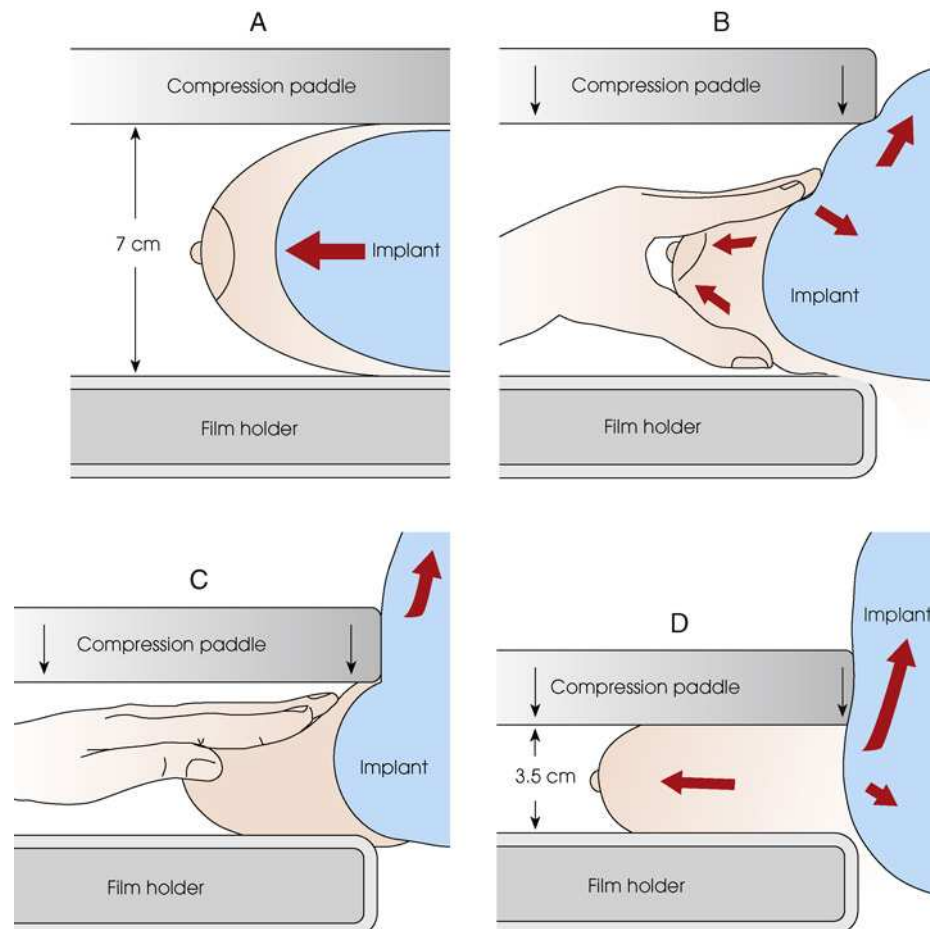 A
Compression paddle
7 cm
Implant
Film holder
B
Compression paddle
Implant
Film holder
C
Compression paddle
Implant
Film holder
D
Implant
Compression paddle
3.5 cm
Film holder